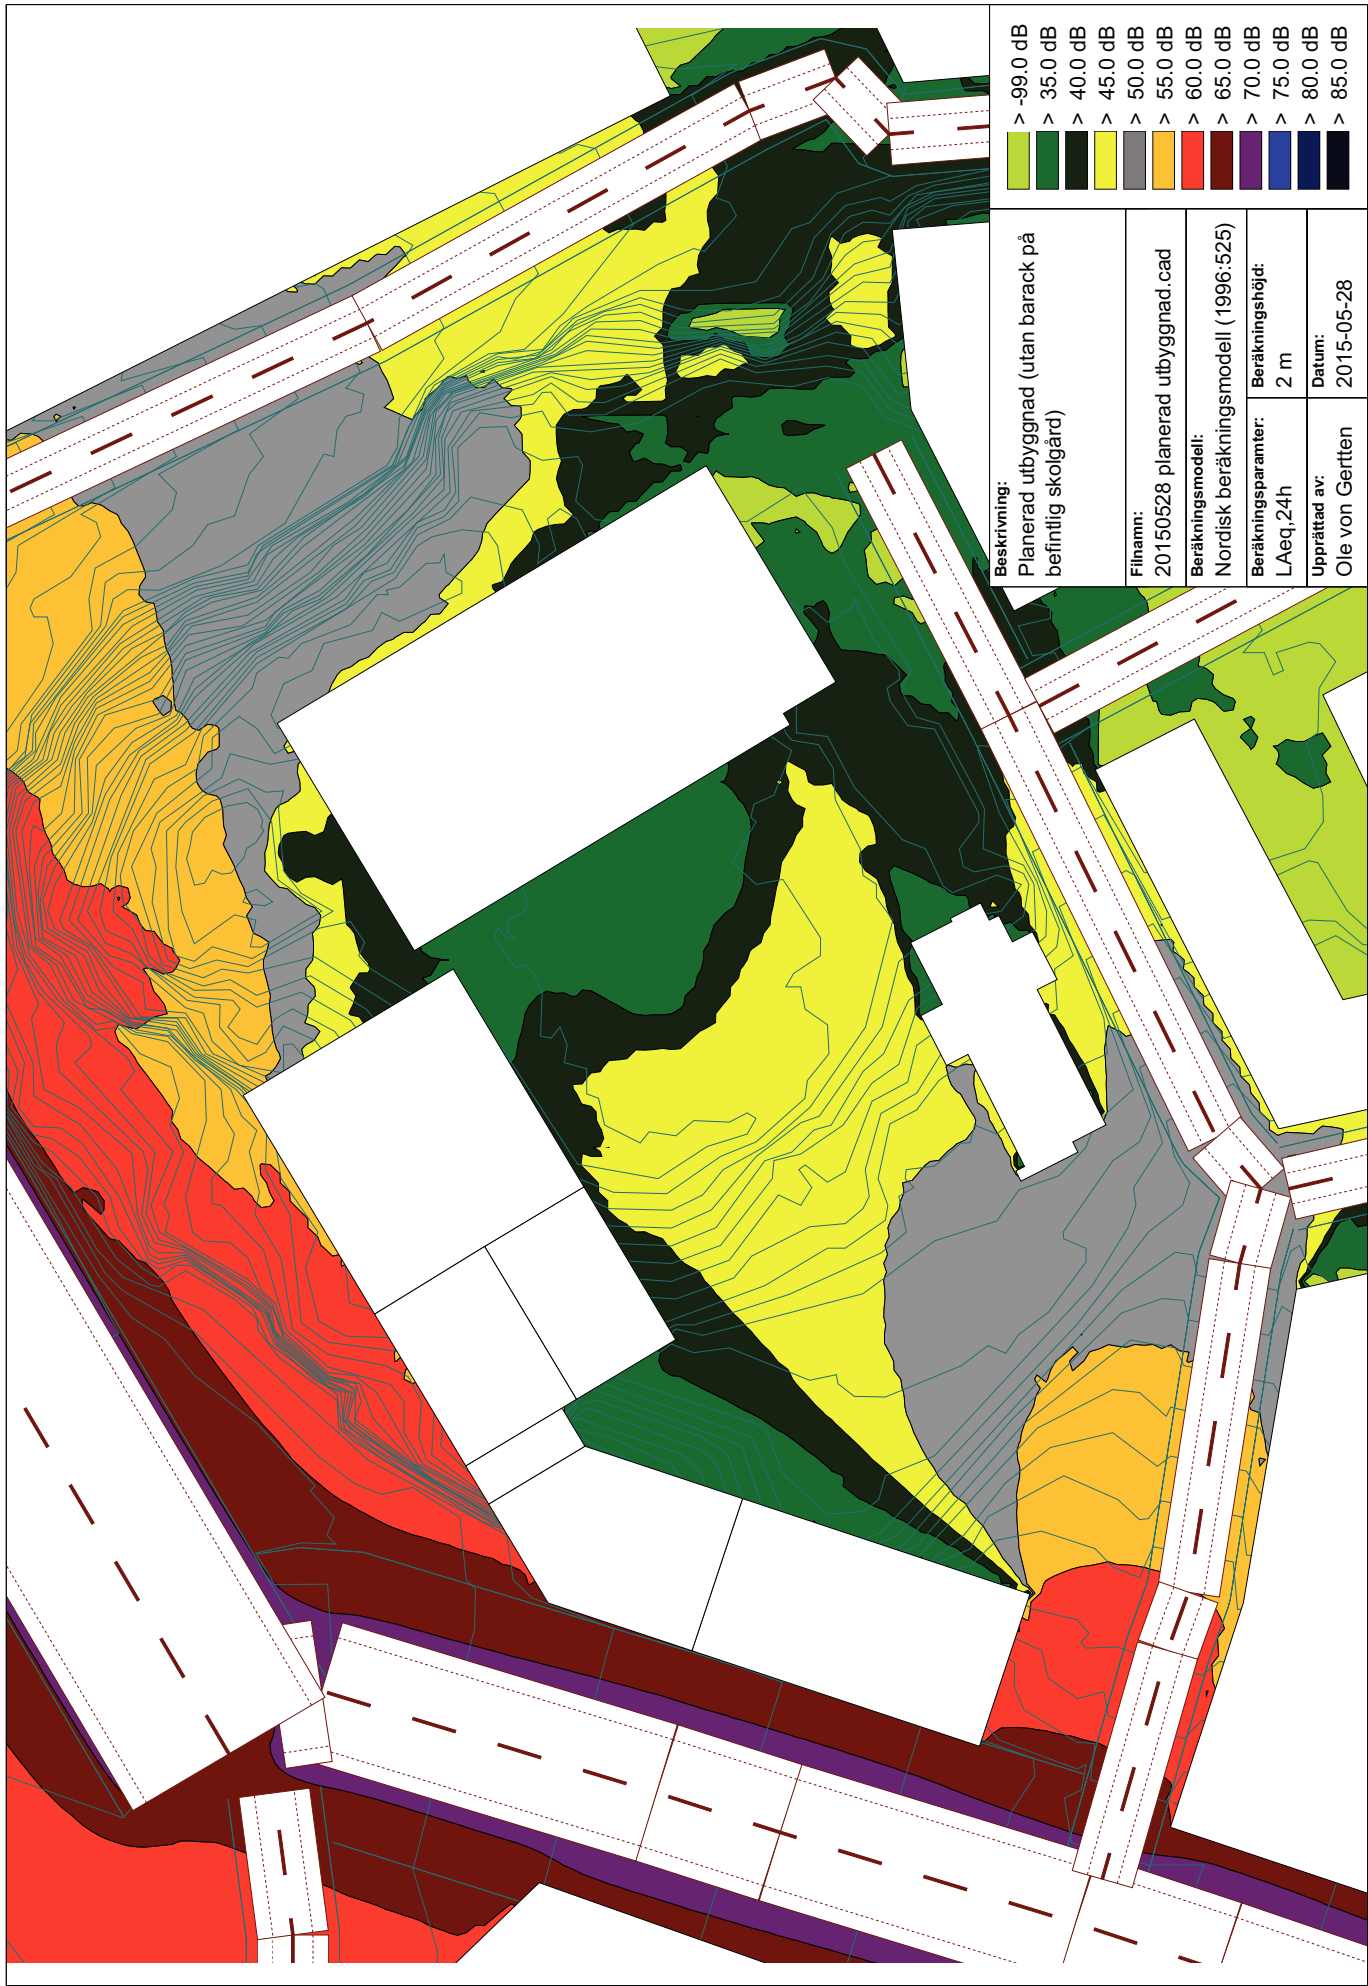 > -99.0 dB
> 35.0 dB
> 40.0 dB
> 45.0 dB
> 50.0 dB
> 55.0 dB
> 60.0 dB
> 65.0 dB
> 70.0 dB
> 75.0 dB
> 80.0 dB
> 85.0 dB
Beskrivning:
Planerad utbyggnad (utan barack på
befintlig skolgård)
Filnamn:
20150528 planerad utbyggnad.cad
Beräkningsmodell:
Nordisk beräkningsmodell (1996:525)
Beräkningsparamter:
LAeq,24h
Beräkningshöjd:
2 m
Upprättad av:
Ole von Gertten
Datum:
2015-05-28